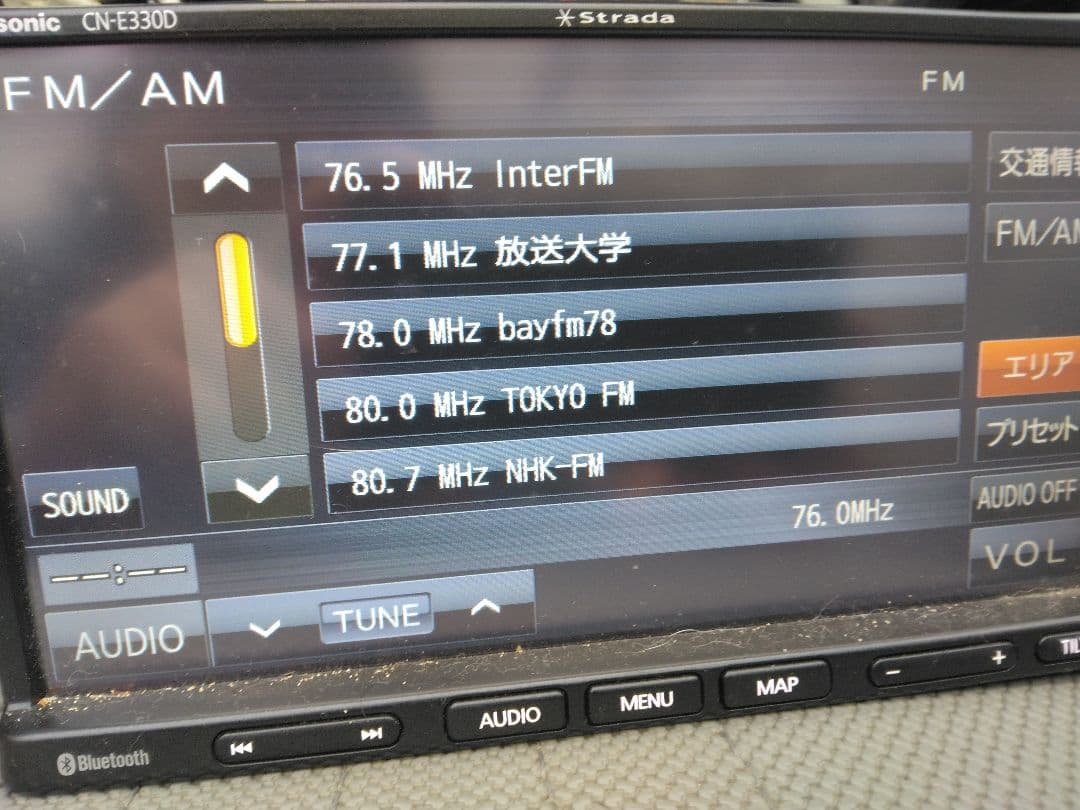 sonic CN-E330D
Strada
FM/AM
FM
76.5 MHz InterFM
77.1 MHz 放送大学
78.0 MHz bayfm78
80.0 MHz TOKYO FM
80.7 MHz NHK-FM
交通情
FM/AM
エリア
プリセット
AUDIO OFF
VOL
SOUND
76.0MHz
--:--
AUDIO
TUNE
AUDIO
MENU
MAP
- +
TIL
Bluetooth